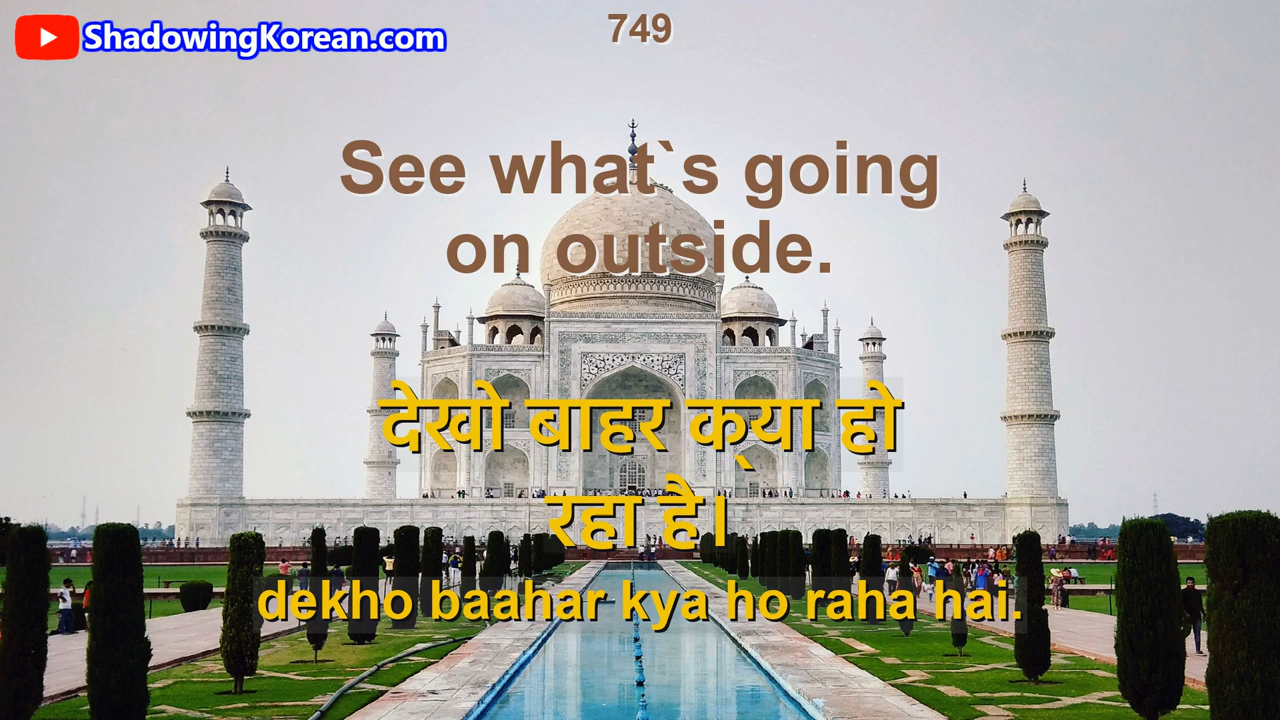 ShadowingKorean.com
749
See what`s going
on outside.
देखो बाहर क्या हो
रहा है।
dekho baahar kya ho raha hai.